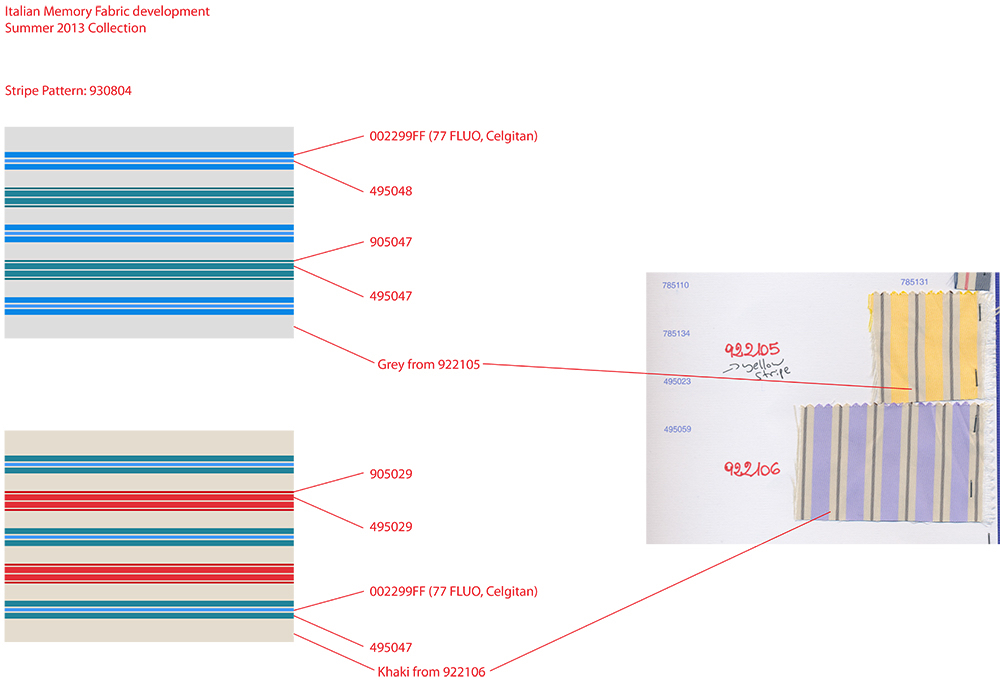 Italian Memory Fabric development
Summer 2013 Collection
Stripe Pattern: 930804
002299FF (77 FLUO, Celgitan)
495048
905047
495047
Grey from 922105
905029
495029
002299FF (77 FLUO, Celgitan)
495047
Khaki from 922106
785110
785131
785134
922105
→yellow
stripe
495023
495059
922106